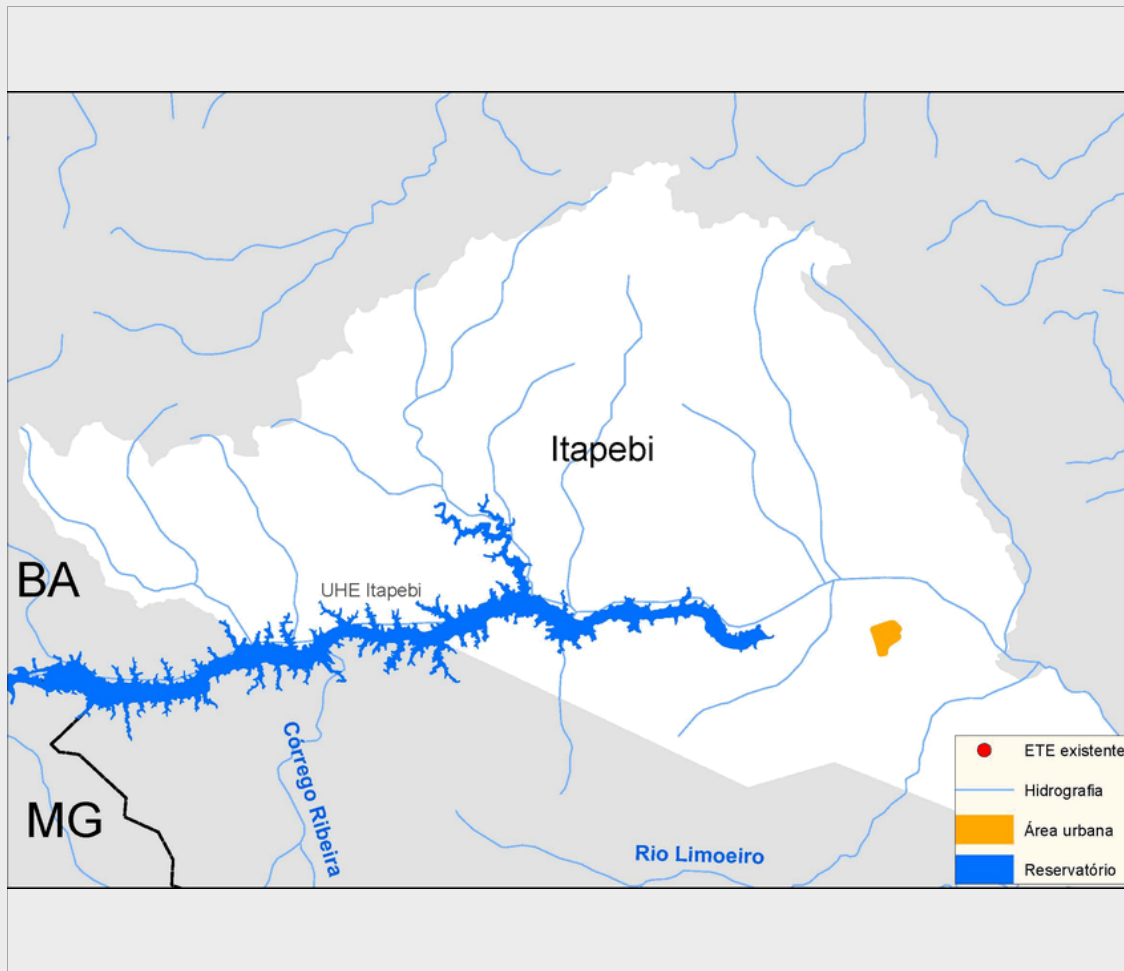 Itapebi
BA
UHE Itapebi
Córrego Ribeira
MG
Rio Limoeiro
ETE existente
Hidrografia
Área urbana
Reservatório